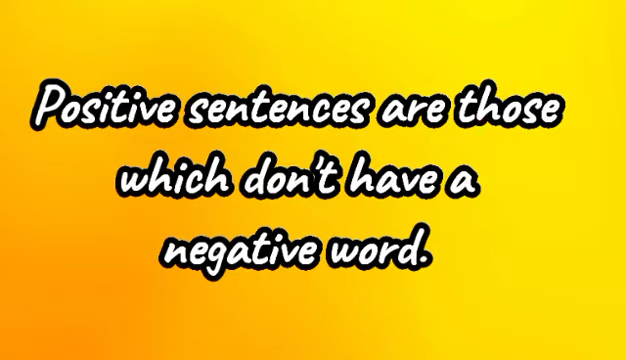 Positive sentences are those
which don't have a
negative word.